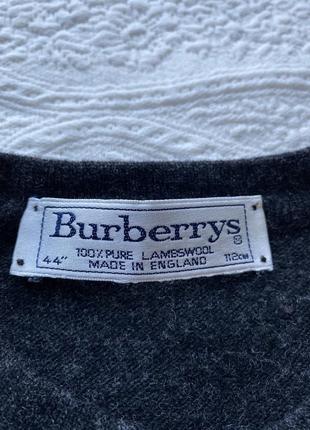 Burberrys
®
100% PURE LAMBSWOOL
44" MADE IN ENGLAND 112CM